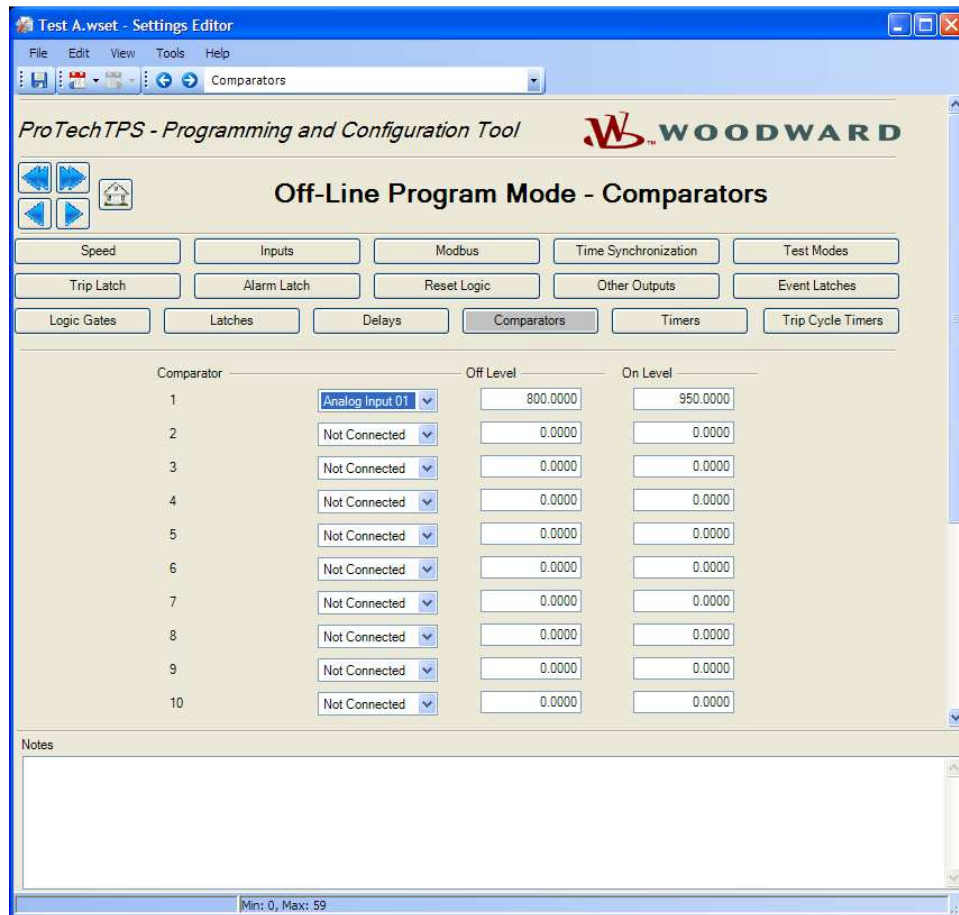 Test A.wset - Settings Editor
File Edit View Tools Help
Comparators
ProTechTPS - Programming and Configuration Tool
WOODWARD
Off-Line Program Mode - Comparators
Speed Inputs Modbus Time Synchronization Test Modes
Trip Latch Alarm Latch Reset Logic Other Outputs Event Latches
Logic Gates Latches Delays Comparators Timers Trip Cycle Timers
Comparator Off Level On Level
1 Analog Input 01 800.0000 950.0000
2 Not Connected 0.0000 0.0000
3 Not Connected 0.0000 0.0000
4 Not Connected 0.0000 0.0000
5 Not Connected 0.0000 0.0000
6 Not Connected 0.0000 0.0000
7 Not Connected 0.0000 0.0000
8 Not Connected 0.0000 0.0000
9 Not Connected 0.0000 0.0000
10 Not Connected 0.0000 0.0000
Notes
Min: 0, Max: 59